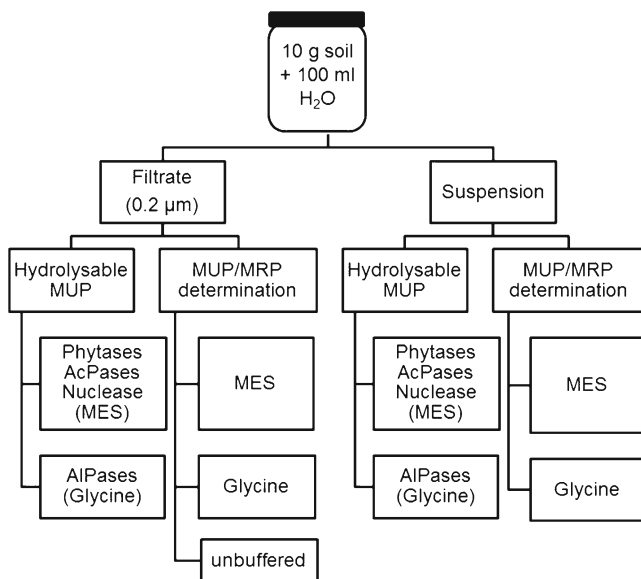 10 g soil
+ 100 ml
H₂O
Filtrate
(0.2 µm)
Suspension
Hydrolysable
MUP
MUP/MRP
determination
Hydrolysable
MUP
MUP/MRP
determination
Phytases
AcPases
Nuclease
(MES)
MES
Phytases
AcPases
Nuclease
(MES)
MES
AlPases
(Glycine)
Glycine
AlPases
(Glycine)
Glycine
unbuffered